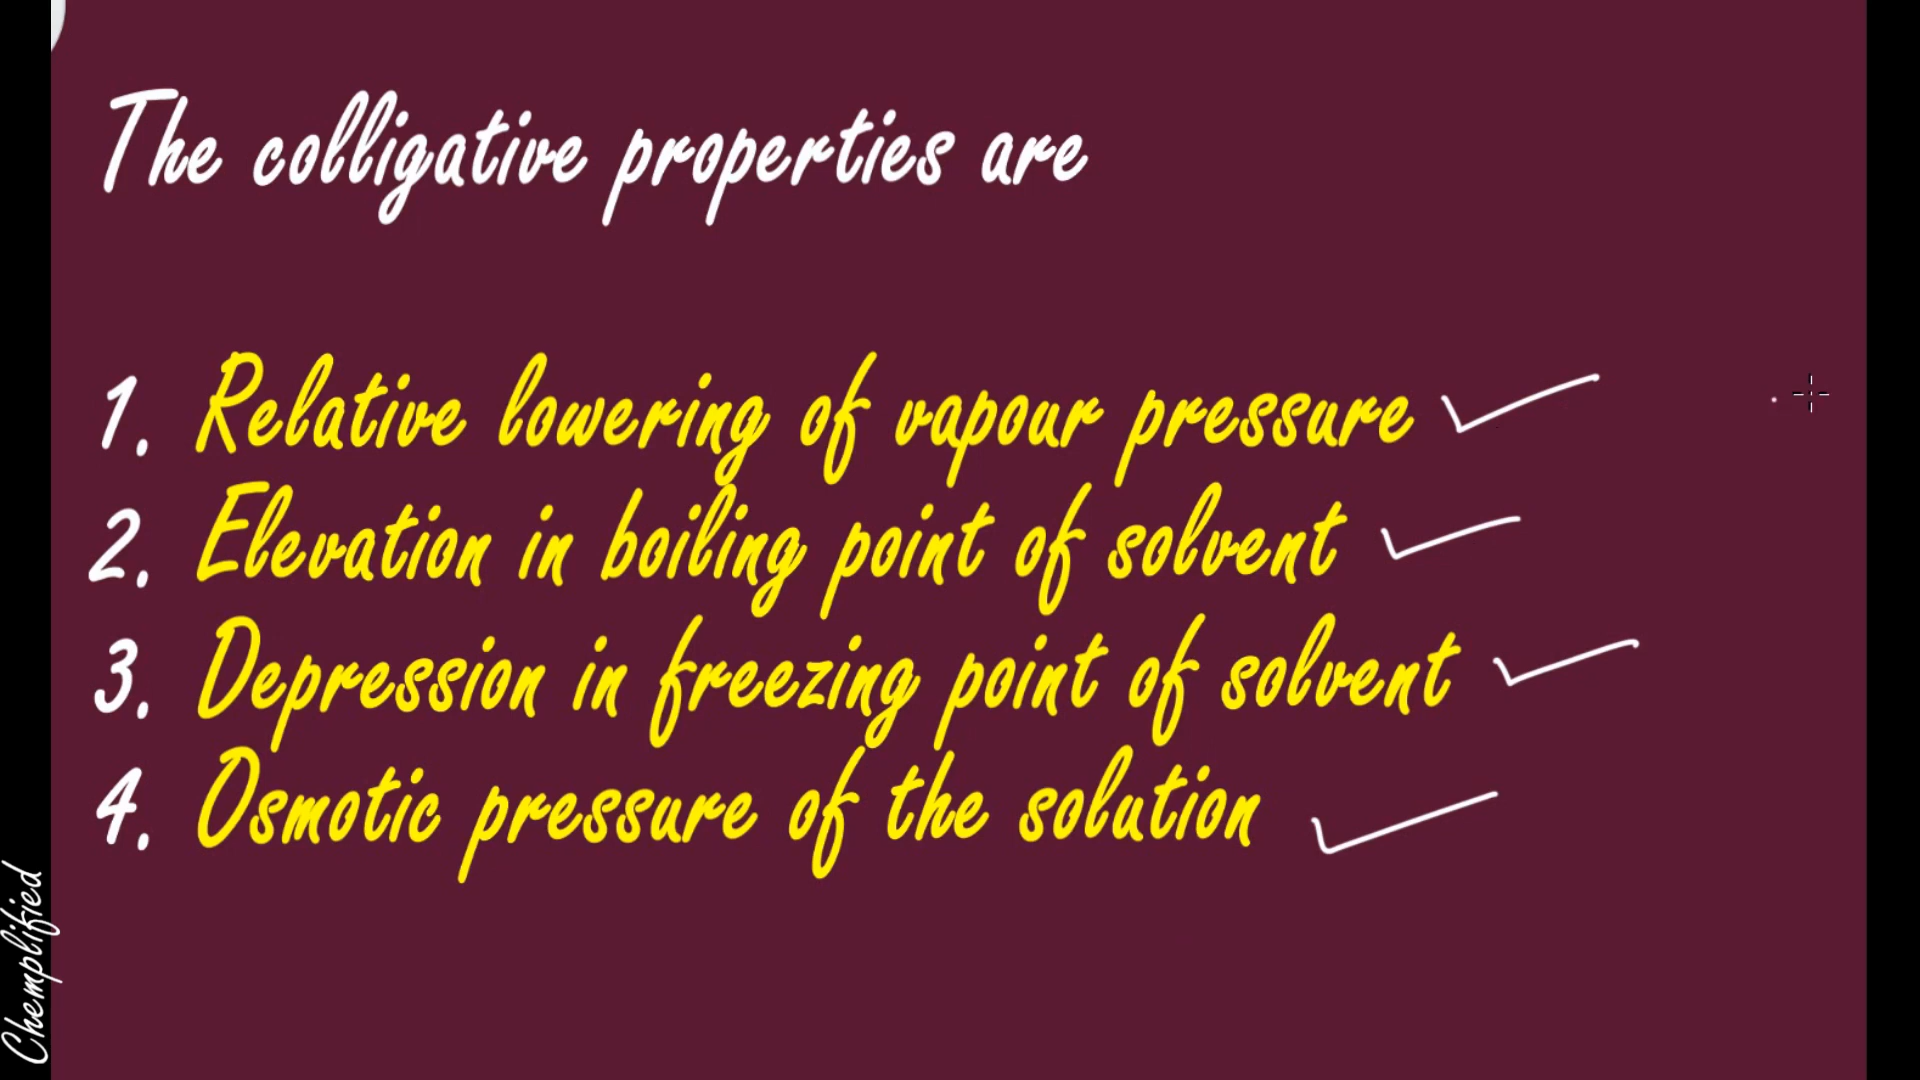 The colligative properties are
1. Relative lowering of vapour pressure
2. Elevation in boiling point of solvent
3. Depression in freezing point of solvent
4. Osmotic pressure of the solution
Chemplified